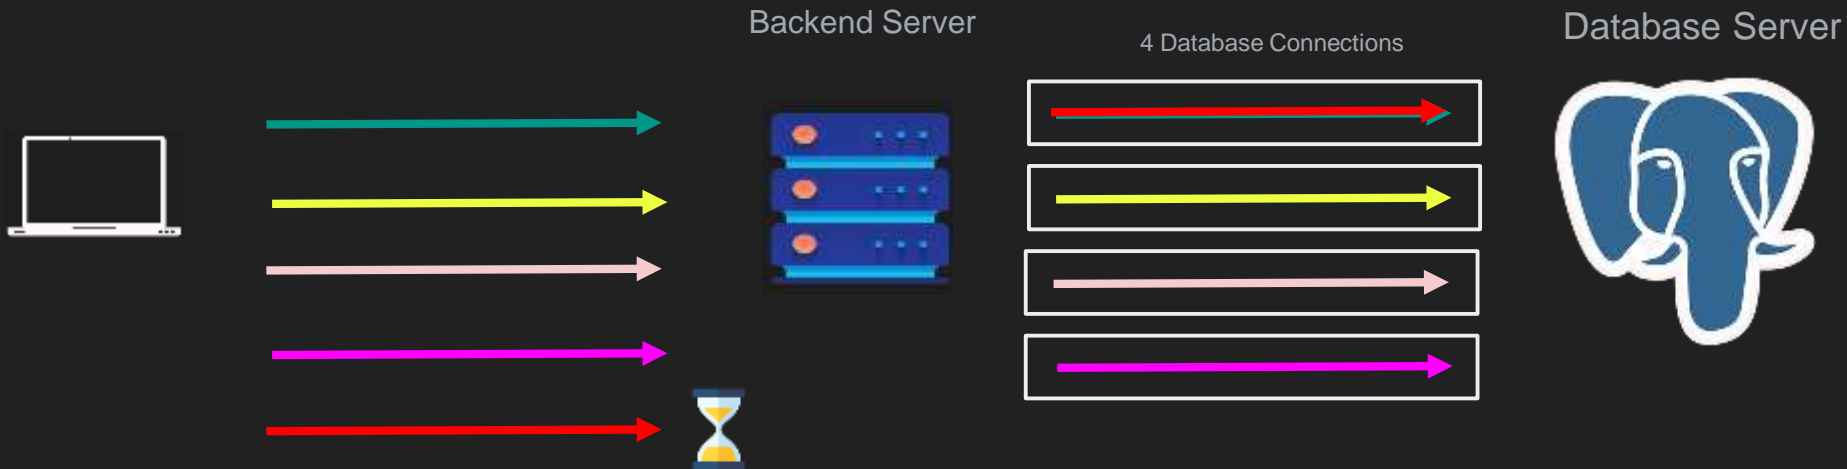 Backend Server
4 Database Connections
Database Server